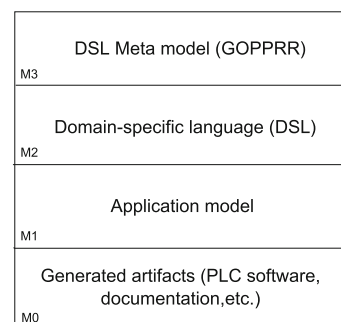 DSL Meta model (GOPPRR)
M3
Domain-specific language (DSL)
M2
Application model
M1
Generated artifacts (PLC software,
documentation,etc.)
M0